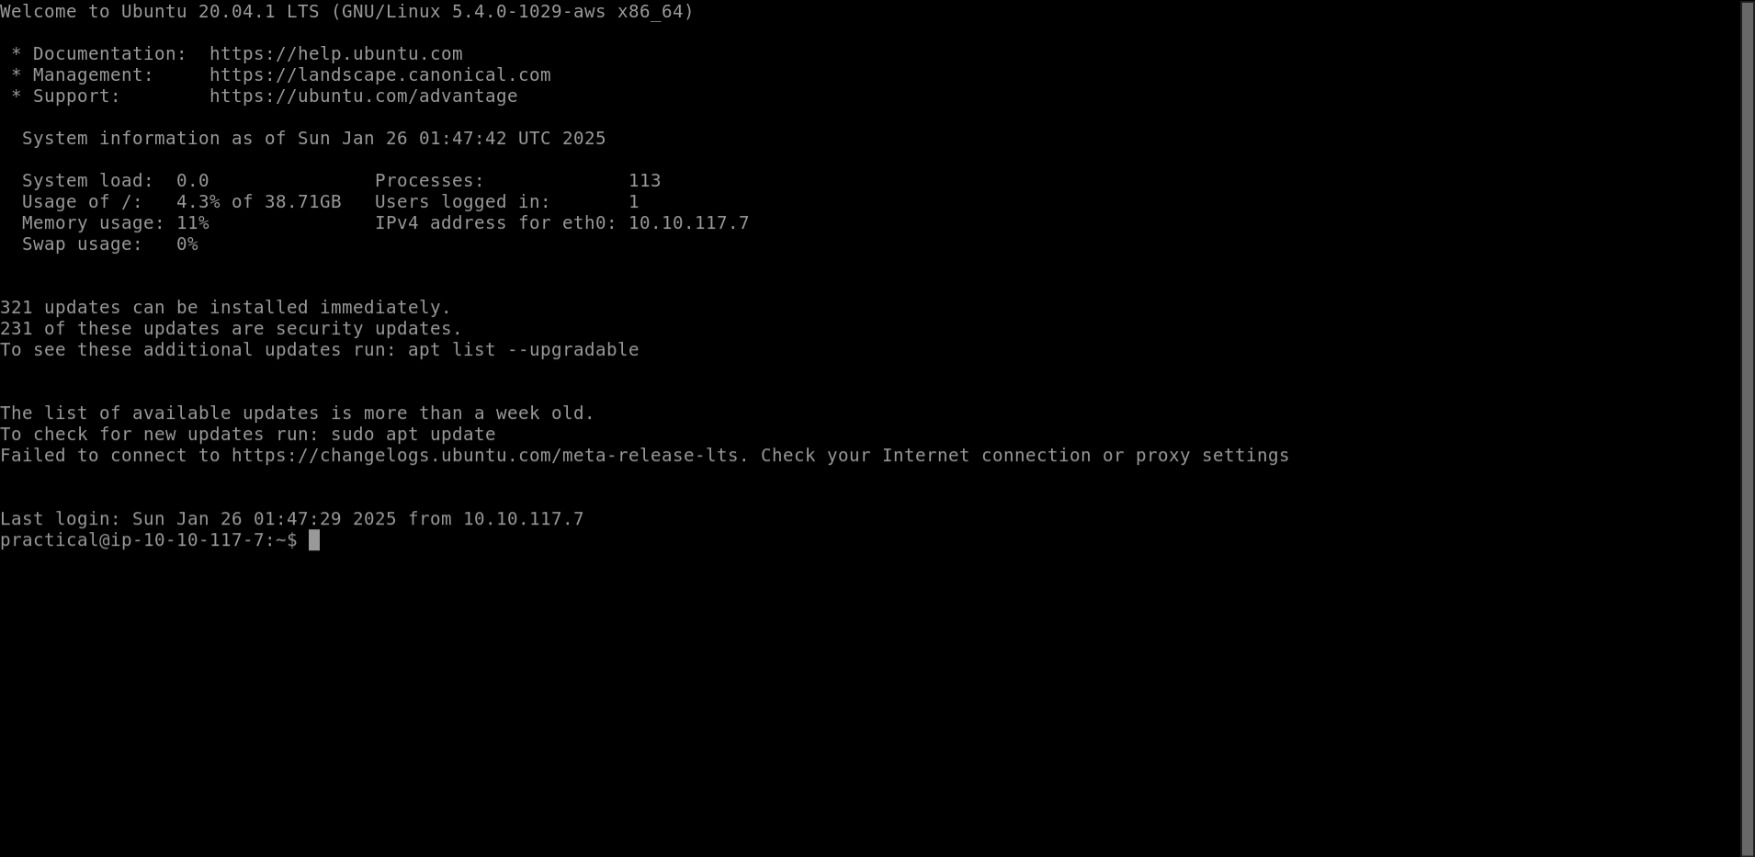 Welcome to Ubuntu 20.04.1 LTS (GNU/Linux 5.4.0-1029-aws x86_64)

 * Documentation:  https://help.ubuntu.com
 * Management:     https://landscape.canonical.com
 * Support:        https://ubuntu.com/advantage

  System information as of Sun Jan 26 01:47:42 UTC 2025

  System load:  0.0               Processes:             113
  Usage of /:   4.3% of 38.71GB   Users logged in:       1
  Memory usage: 11%               IPv4 address for eth0: 10.10.117.7
  Swap usage:   0%


321 updates can be installed immediately.
231 of these updates are security updates.
To see these additional updates run: apt list --upgradable


The list of available updates is more than a week old.
To check for new updates run: sudo apt update
Failed to connect to https://changelogs.ubuntu.com/meta-release-lts. Check your Internet connection or proxy settings


Last login: Sun Jan 26 01:47:29 2025 from 10.10.117.7
practical@ip-10-10-117-7:~$